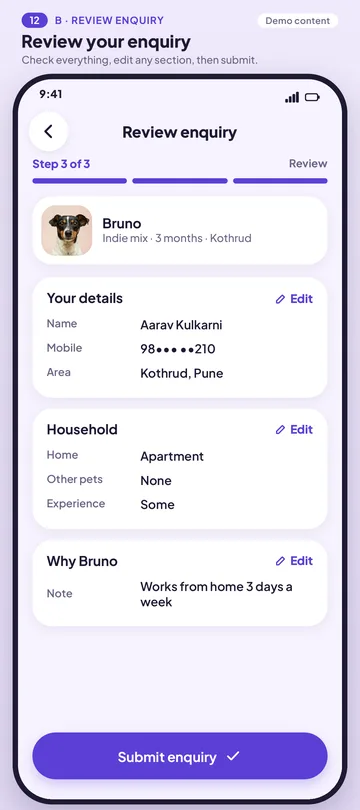 12 B · REVIEW ENQUIRY Demo content
Review your enquiry
Check everything, edit any section, then submit.
9:41
Review enquiry
Step 3 of 3 Review
Bruno
Indie mix · 3 months · Kothrud
Your details Edit
Name Aarav Kulkarni
Mobile 98••• ••210
Area Kothrud, Pune
Household Edit
Home Apartment
Other pets None
Experience Some
Why Bruno Edit
Note Works from home 3 days a
week
Submit enquiry